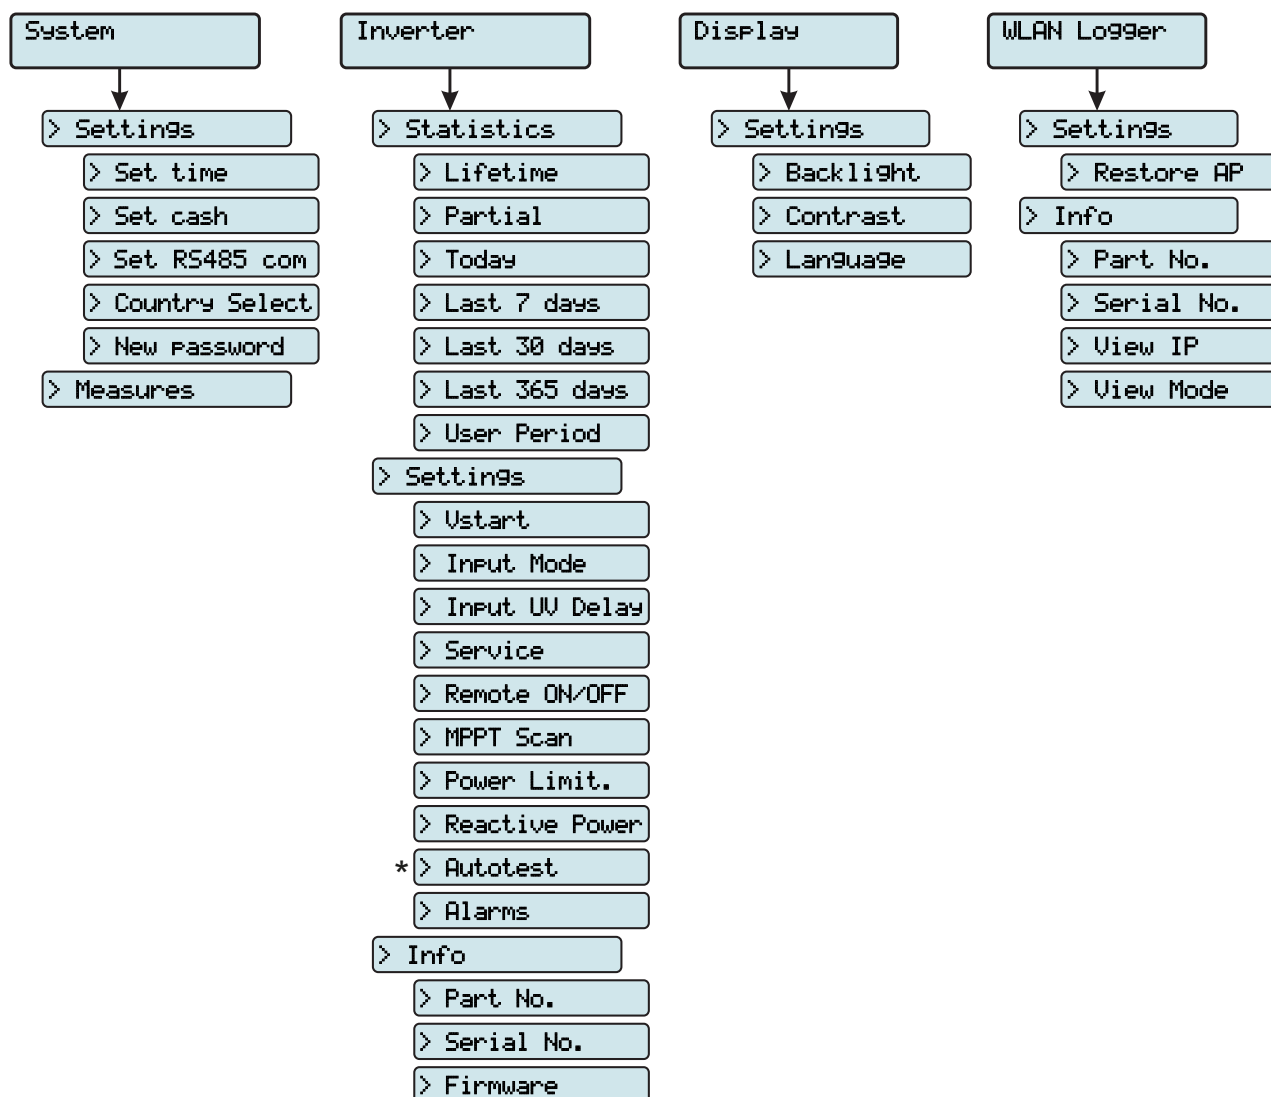 System
> Settings
> Set time
> Set cash
> Set RS485 com
> Country Select
> New password
> Measures
Inverter
> Statistics
> Lifetime
> Partial
> Today
> Last 7 days
> Last 30 days
> Last 365 days
> User Period
> Settings
> Vstart
> Input Mode
> Input UV Delay
> Service
> Remote ON/OFF
> MPPT Scan
> Power Limit.
> Reactive Power
* > Autotest
> Alarms
> Info
> Part No.
> Serial No.
> Firmware
Display
> Settings
> Backlight
> Contrast
> Language
WLAN Logger
> Settings
> Restore AP
> Info
> Part No.
> Serial No.
> View IP
> View Mode